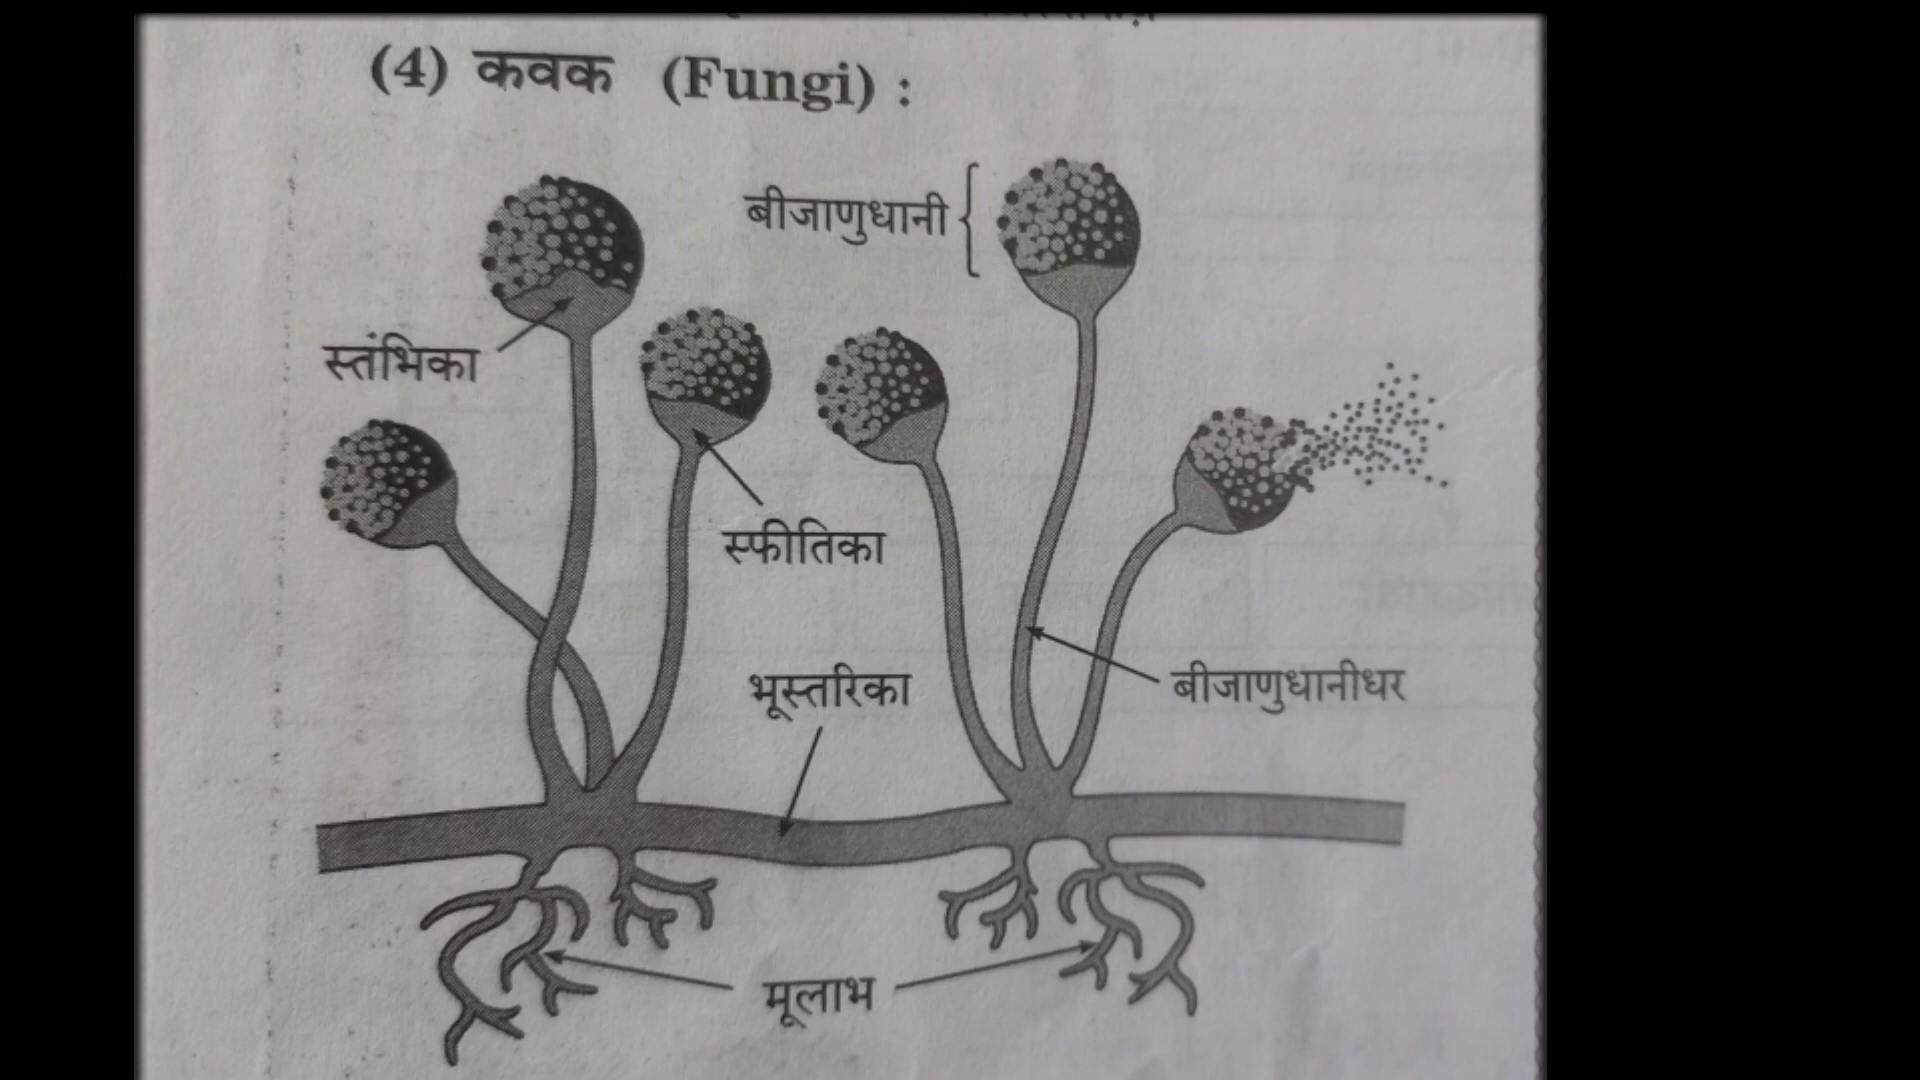 (4) कवक (Fungi) :
बीजाणुधानी
स्तंभिका
स्फीतिका
भूस्तरिका
बीजाणुधानीधर
मूलाभ